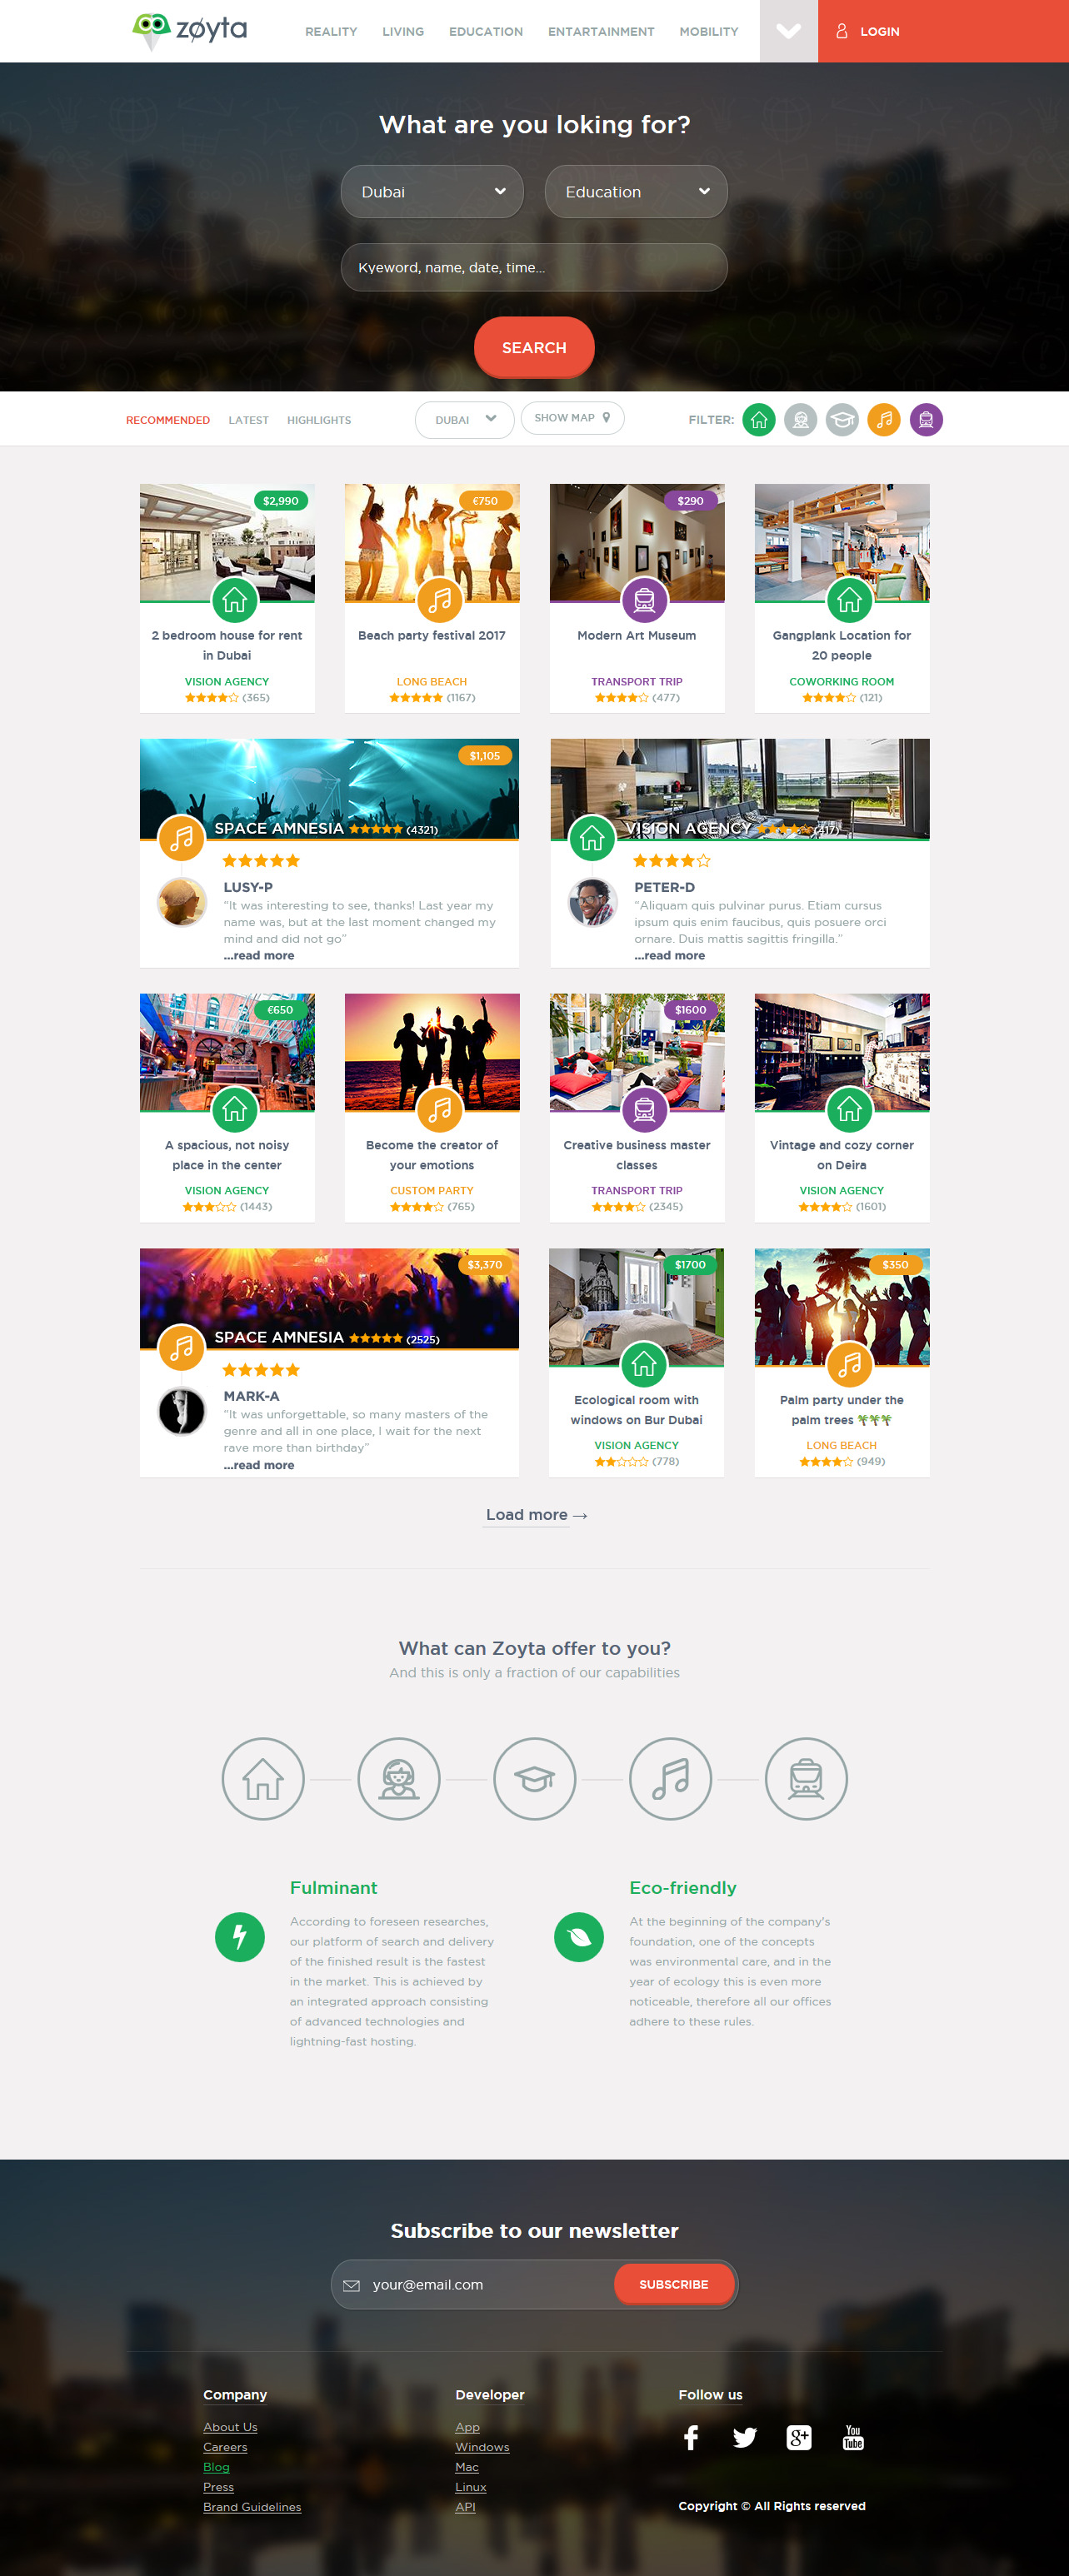 zøyta
REALITY LIVING EDUCATION ENTARTAINMENT MOBILITY LOGIN
What are you loking for?
Dubai Education
Kyeword, name, date, time...
SEARCH
RECOMMENDED LATEST HIGHLIGHTS DUBAI SHOW MAP FILTER:
$2,990 €750 $290
2 bedroom house for rent
in Dubai
VISION AGENCY
(365)
Beach party festival 2017
LONG BEACH
(1167)
Modern Art Museum
TRANSPORT TRIP
(477)
Gangplank Location for
20 people
COWORKING ROOM
(121)
$1,105
SPACE AMNESIA (4321)
LUSY-P
“It was interesting to see, thanks! Last year my
name was, but at the last moment changed my
mind and did not go”
...read more
VISION AGENCY (417)
PETER-D
“Aliquam quis pulvinar purus. Etiam cursus
ipsum quis enim faucibus, quis posuere orci
ornare. Duis mattis sagittis fringilla.”
...read more
€650 $1600
A spacious, not noisy
place in the center
VISION AGENCY
(1443)
Become the creator of
your emotions
CUSTOM PARTY
(765)
Creative business master
classes
TRANSPORT TRIP
(2345)
Vintage and cozy corner
on Deira
VISION AGENCY
(1601)
$3,370
SPACE AMNESIA (2525)
MARK-A
“It was unforgettable, so many masters of the
genre and all in one place, I wait for the next
rave more than birthday”
...read more
$1700
Ecological room with
windows on Bur Dubai
VISION AGENCY
(778)
$350
Palm party under the
palm trees 🌴🌴🌴
LONG BEACH
(949)
Load more →
What can Zoyta offer to you?
And this is only a fraction of our capabilities
Fulminant
According to foreseen researches,
our platform of search and delivery
of the finished result is the fastest
in the market. This is achieved by
an integrated approach consisting
of advanced technologies and
lightning-fast hosting.
Eco-friendly
At the beginning of the company's
foundation, one of the concepts
was environmental care, and in the
year of ecology this is even more
noticeable, therefore all our offices
adhere to these rules.
Subscribe to our newsletter
your@email.com SUBSCRIBE
Company
About Us
Careers
Blog
Press
Brand Guidelines
Developer
App
Windows
Mac
Linux
API
Follow us
f g+ You Tube
Copyright © All Rights reserved